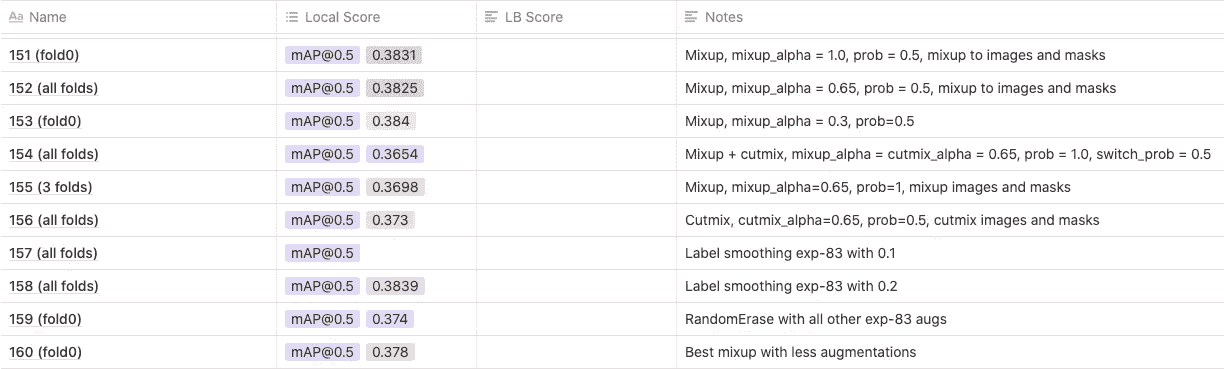 Aa Name Local Score LB Score Notes
151 (fold0) mAP@0.5 0.3831 Mixup, mixup_alpha = 1.0, prob = 0.5, mixup to images and masks
152 (all folds) mAP@0.5 0.3825 Mixup, mixup_alpha = 0.65, prob = 0.5, mixup to images and masks
153 (fold0) mAP@0.5 0.384 Mixup, mixup_alpha = 0.3, prob=0.5
154 (all folds) mAP@0.5 0.3654 Mixup + cutmix, mixup_alpha = cutmix_alpha = 0.65, prob = 1.0, switch_prob = 0.5
155 (3 folds) mAP@0.5 0.3698 Mixup, mixup_alpha=0.65, prob=1, mixup images and masks
156 (all folds) mAP@0.5 0.373 Cutmix, cutmix_alpha=0.65, prob=0.5, cutmix images and masks
157 (all folds) mAP@0.5 Label smoothing exp-83 with 0.1
158 (all folds) mAP@0.5 0.3839 Label smoothing exp-83 with 0.2
159 (fold0) mAP@0.5 0.374 RandomErase with all other exp-83 augs
160 (fold0) mAP@0.5 0.378 Best mixup with less augmentations